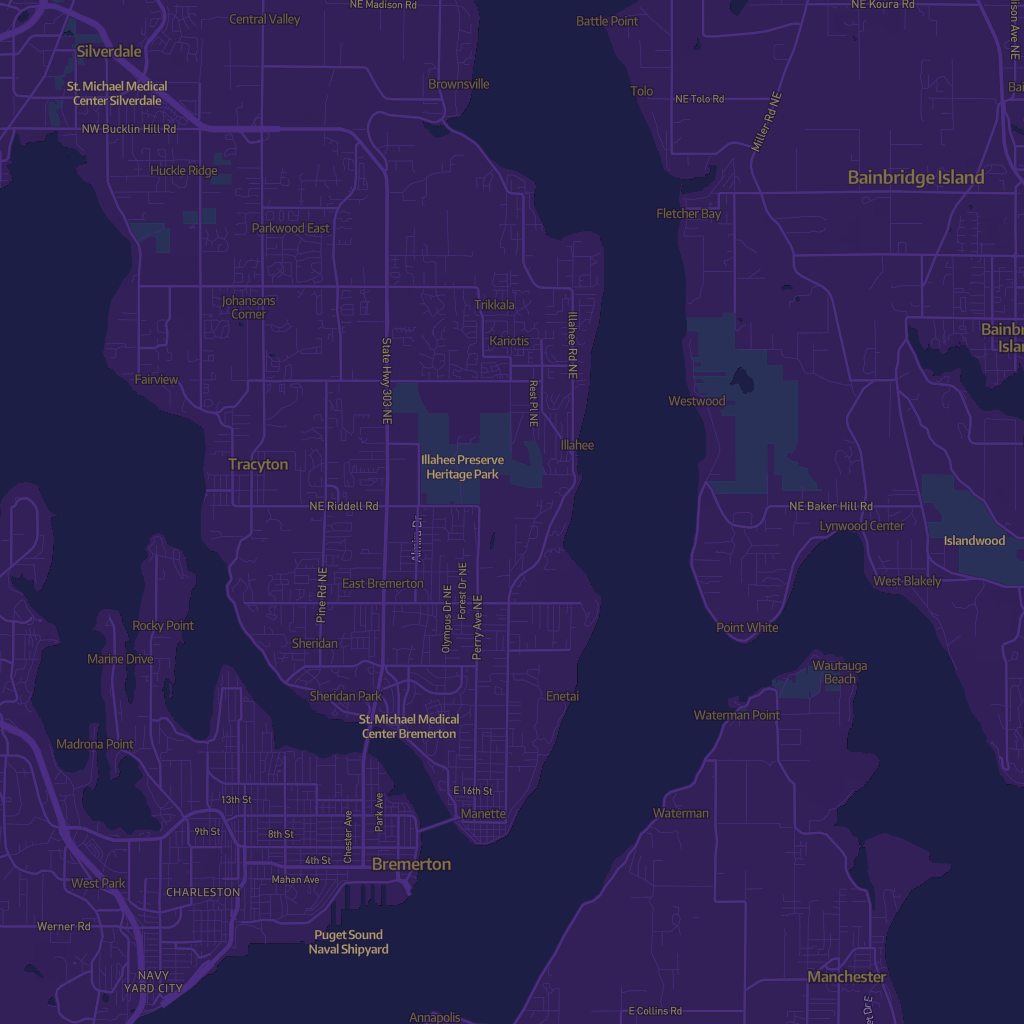 NE Madison Rd
NE Koura Rd
Central Valley
Battle Point
Silverdale
St. Michael Medical
Center Silverdale
Brownsville
Tolo
NE Tolo Rd
Miller Rd NE
NW Bucklin Hill Rd
Huckle Ridge
Bainbridge Island
Fletcher Bay
Parkwood East
Johansons
Corner
Trikkala
Kariotis
Illahee Rd NE
State Hwy 303 NE
Fairview
Rest Pl NE
Westwood
Illahee
Tracyton
Illahee Preserve
Heritage Park
NE Riddell Rd
NE Baker Hill Rd
Lynwood Center
Islandwood
East Bremerton
Pine Rd NE
Olympus Dr NE
Forest Dr NE
Perry Ave NE
West Blakely
Rocky Point
Point White
Sheridan
Marine Drive
Wautauga
Beach
Sheridan Park
Enetai
St. Michael Medical
Center Bremerton
Waterman Point
Madrona Point
E 16th St
13th St
Park Ave
Manette
Waterman
9th St
8th St
Chester Ave
4th St
Bremerton
Mahan Ave
West Park
CHARLESTON
Werner Rd
Puget Sound
Naval Shipyard
NAVY
YARD CITY
Manchester
Annapolis
E Collins Rd